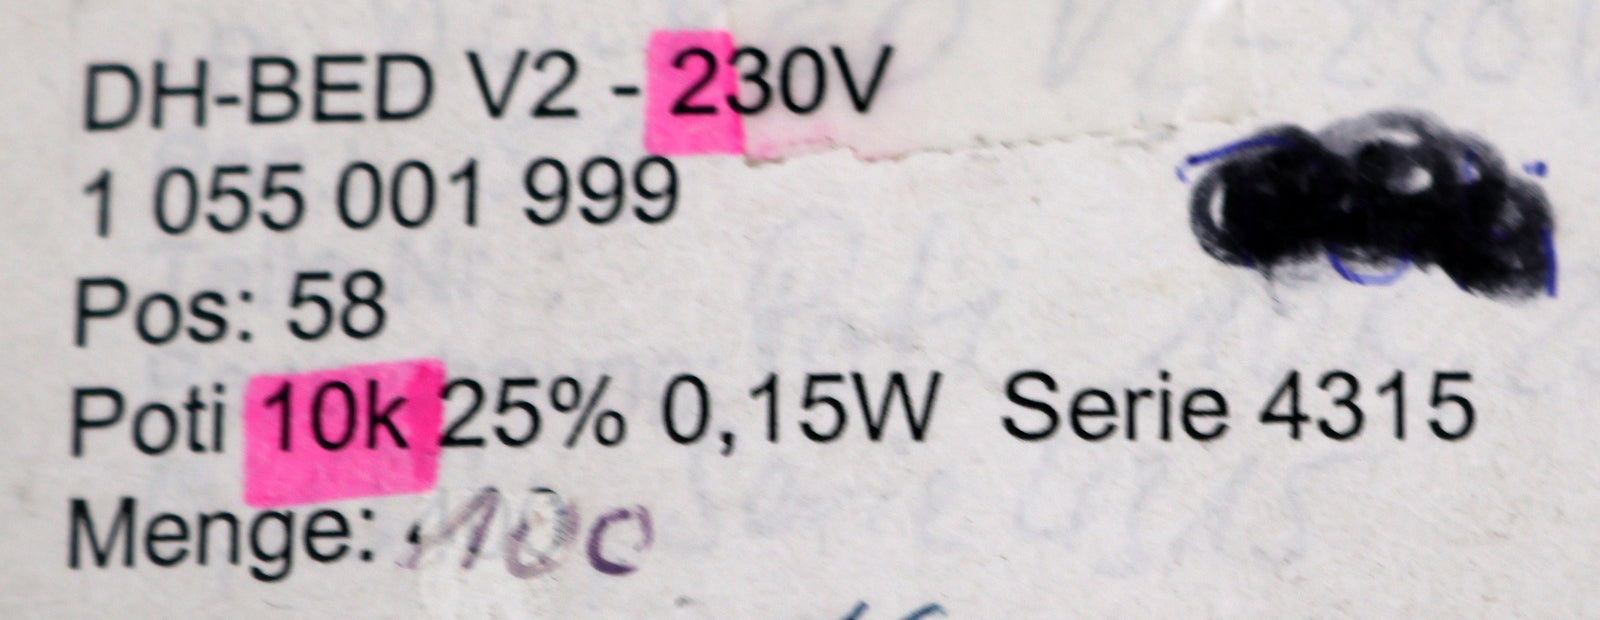 DH-BED V2 - 230V
1 055 001 999
Pos: 58
Poti 10k 25% 0,15W Serie 4315
Menge: 100